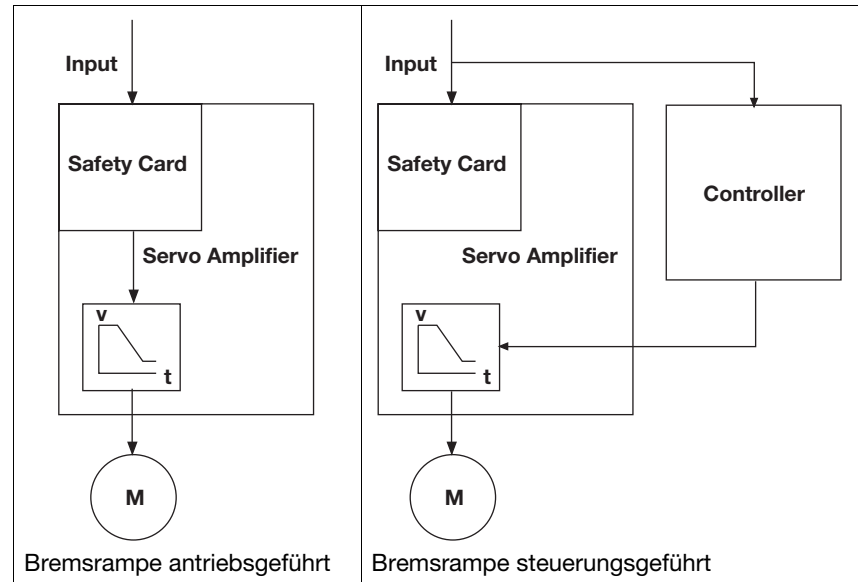 Input
Safety Card
Servo Amplifier
v
t
M
Bremsrampe antriebsgeführt
Input
Safety Card
Controller
Servo Amplifier
v
t
M
Bremsrampe steuerungsgeführt